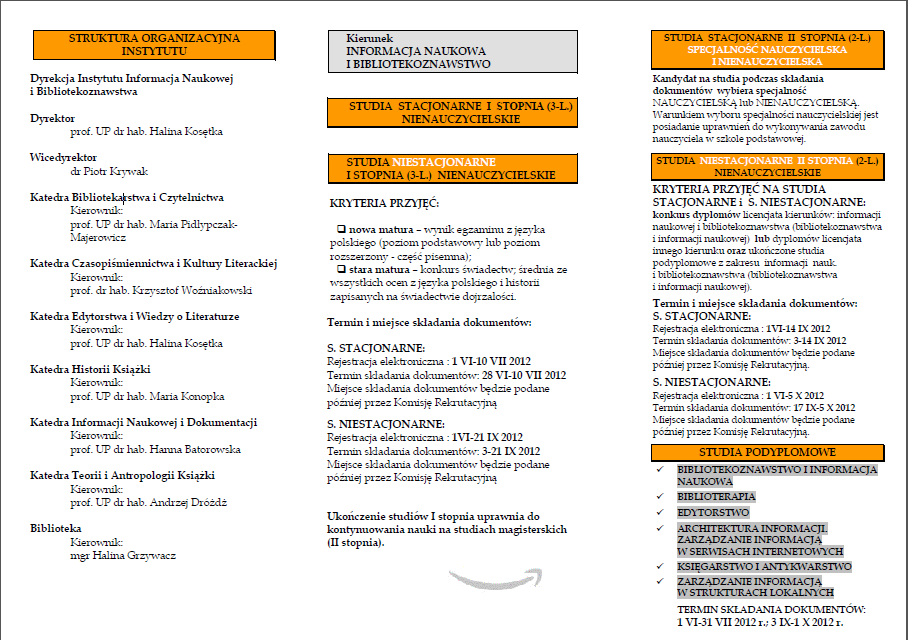 STRUKTURA ORGANIZACYJNA
INSTYTUTU
Dyrekcja Instytutu Informacja Naukowej
i Bibliotekoznawstwa
Dyrektor
prof. UP dr hab. Halina Kosętka
Wicedyrektor
dr Piotr Krywak
Katedra Bibliotekarstwa i Czytelnictwa
Kierownik:
prof. UP dr hab. Maria Pidłypczak-
Majerowicz
Katedra Czasopiśmiennictwa i Kultury Literackiej
Kierownik:
prof. dr hab. Krzysztof Woźniakowski
Katedra Edytorstwa i Wiedzy o Literaturze
Kierownik:
prof. UP dr hab. Halina Kosętka
Katedra Historii Książki
Kierownik:
prof. UP dr hab. Maria Konopka
Katedra Informacji Naukowej i Dokumentacji
Kierownik:
prof. UP dr hab. Hanna Batorowska
Katedra Teorii i Antropologii Książki
Kierownik:
prof. UP dr hab. Andrzej Dróżdż
Biblioteka
Kierownik:
mgr Halina Grzywacz
Kierunek
INFORMACJA NAUKOWA
I BIBLIOTEKOZNAWSTWO
STUDIA STACJONARNE I STOPNIA (3-L.)
NIENAUCZYCIELSKIE
STUDIA NIESTACJONARNE
I STOPNIA (3-L.) NIENAUCZYCIELSKIE
KRYTERIA PRZYJĘĆ:
❑ nowa matura – wynik egzaminu z języka
polskiego (poziom podstawowy lub poziom
rozszerzony - część pisemna);
❑ stara matura – konkurs świadectw; średnia ze
wszystkich ocen z języka polskiego i historii
zapisanych na świadectwie dojrzałości.
Termin i miejsce składania dokumentów:
S. STACJONARNE:
Rejestracja elektroniczna : 1 VI-10 VII 2012
Termin składania dokumentów: 28 VI-10 VII 2012
Miejsce składania dokumentów będzie podane
później przez Komisję Rekrutacyjną
S. NIESTACJONARNE:
Rejestracja elektroniczna : 1VI-21 IX 2012
Termin składania dokumentów: 3-21 IX 2012
Miejsce składania dokumentów będzie podane
później przez Komisję Rekrutacyjną
Ukończenie studiów I stopnia uprawnia do
kontynuowania nauki na studiach magisterskich
(II stopnia).
STUDIA STACJONARNE II STOPNIA (2-L.)
SPECJALNOŚĆ NAUCZYCIELSKA
I NIENAUCZYCIELSKA
Kandydat na studia podczas składania
dokumentów wybiera specjalność
NAUCZYCIELSKĄ lub NIENAUCZYCIELSKĄ.
Warunkiem wyboru specjalności nauczycielskiej jest
posiadanie uprawnień do wykonywania zawodu
nauczyciela w szkole podstawowej.
STUDIA NIESTACJONARNE II STOPNIA (2-L.)
NIENAUCZYCIELSKIE
KRYTERIA PRZYJĘĆ NA STUDIA
STACJONARNE i S. NIESTACJONARNE:
konkurs dyplomów licencjata kierunków: informacji
naukowej i bibliotekoznawstwa (bibliotekoznawstwa
i informacji naukowej) lub dyplomów licencjata
innego kierunku oraz ukończone studia
podyplomowe z zakresu informacji nauk.
i bibliotekoznawstwa (bibliotekoznawstwa
i informacji naukowej).
Termin i miejsce składania dokumentów:
S. STACJONARNE:
Rejestracja elektroniczna : 1VI-14 IX 2012
Termin składania dokumentów: 3-14 IX 2012
Miejsce składania dokumentów będzie podane
później przez Komisję Rekrutacyjną.
S. NIESTACJONARNE:
Rejestracja elektroniczna : 1 VI-5 X 2012
Termin składania dokumentów: 17 IX-5 X 2012
Miejsce składania dokumentów będzie podane
później przez Komisję Rekrutacyjną.
STUDIA PODYPLOMOWE
✓ BIBLIOTEKOZNAWSTWO I INFORMACJA
NAUKOWA
✓ BIBLIOTERAPIA
✓ EDYTORSTWO
✓ ARCHITEKTURA INFORMACJI.
ZARZĄDZANIE INFORMACJĄ
W SERWISACH INTERNETOWYCH
✓ KSIĘGARSTWO I ANTYKWARSTWO
✓ ZARZĄDZANIE INFORMACJĄ
W STRUKTURACH LOKALNYCH
TERMIN SKŁADANIA DOKUMENTÓW:
1 VI-31 VII 2012 r.; 3 IX-1 X 2012 r.